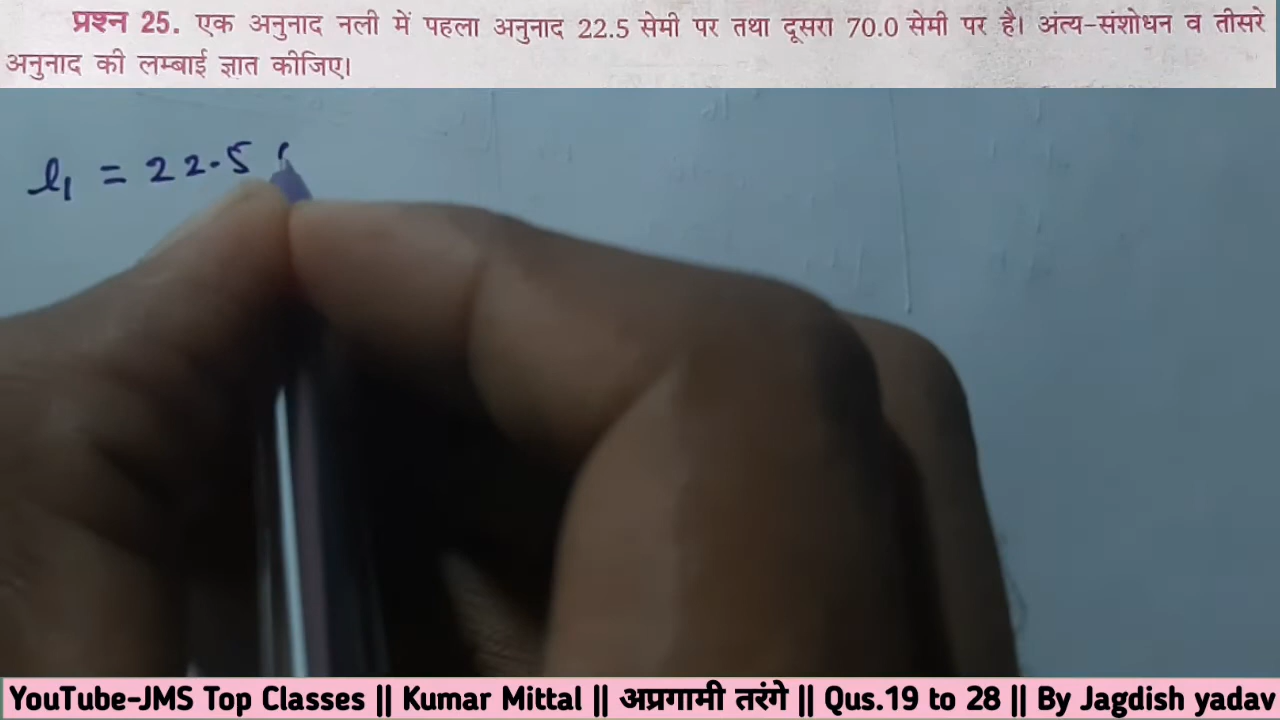 प्रश्न 25. एक अनुनाद नली में पहला अनुनाद 22.5 सेमी पर तथा दूसरा 70.0 सेमी पर है। अंत्य-संशोधन व तीसरे
अनुनाद की लम्बाई ज्ञात कीजिए।
l₁ = 22.5
YouTube-JMS Top Classes || Kumar Mittal || अप्रगामी तरंगे || Qus.19 to 28 || By Jagdish yadav